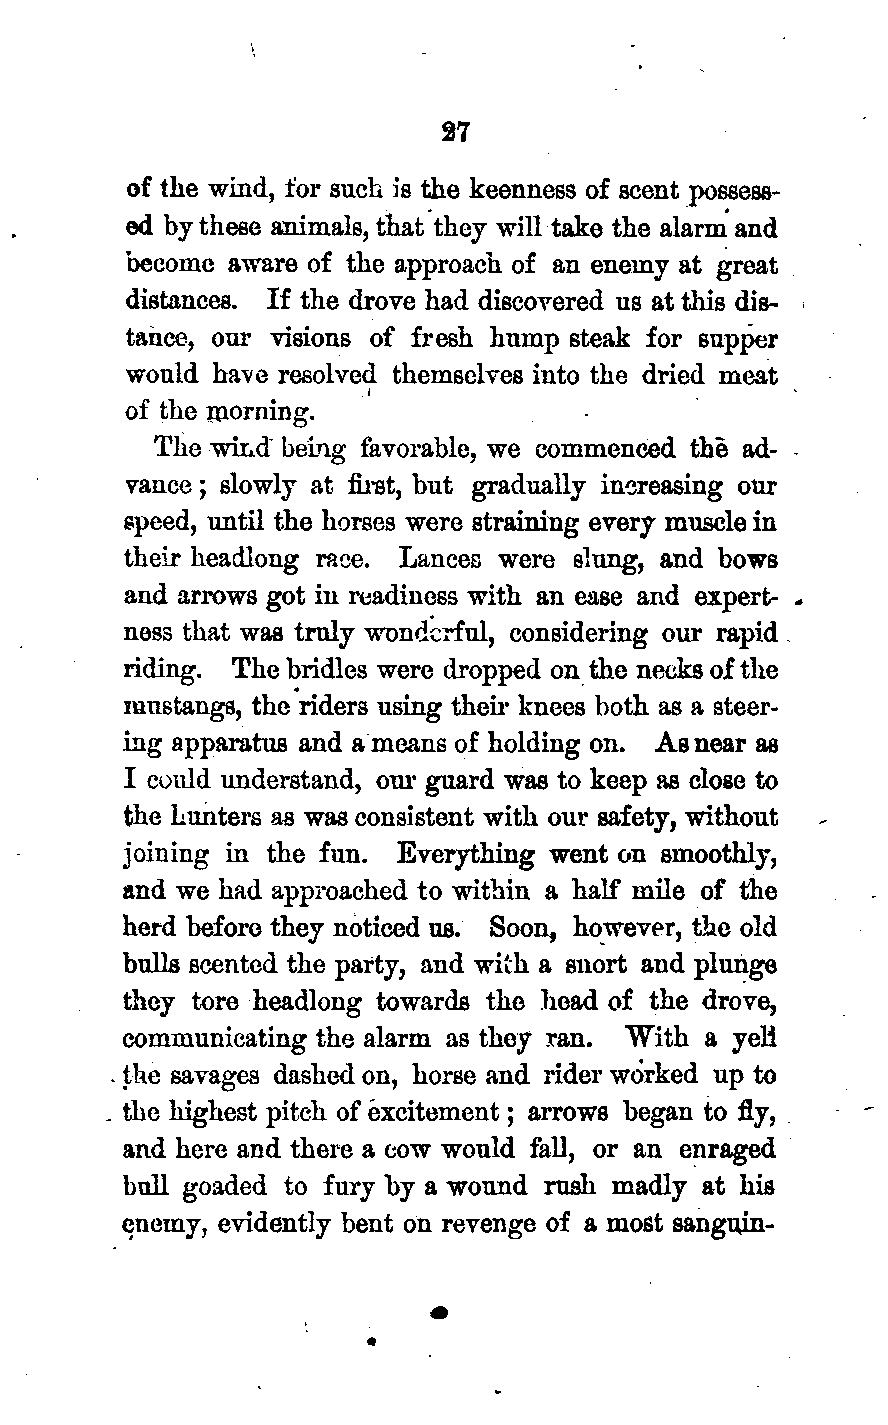 27
of the wind, for such is the keenness of scent possess-
ed by these animals, that they will take the alarm and
become aware of the approach of an enemy at great
distances. If the drove had discovered us at this dis-
tance, our visions of fresh hump steak for supper
would have resolved themselves into the dried meat
of the morning.
The wind being favorable, we commenced the ad-
vance; slowly at first, but gradually increasing our
speed, until the horses were straining every muscle in
their headlong race. Lances were slung, and bows
and arrows got in readiness with an ease and expert-
ness that was truly wonderful, considering our rapid
riding. The bridles were dropped on the necks of the
mustangs, the riders using their knees both as a steer-
ing apparatus and a means of holding on. As near as
I could understand, our guard was to keep as close to
the hunters as was consistent with our safety, without
joining in the fun. Everything went on smoothly,
and we had approached to within a half mile of the
herd before they noticed us. Soon, however, the old
bulls scented the party, and with a snort and plunge
they tore headlong towards the head of the drove,
communicating the alarm as they ran. With a yell
the savages dashed on, horse and rider worked up to
the highest pitch of excitement; arrows began to fly,
and here and there a cow would fall, or an enraged
bull goaded to fury by a wound rush madly at his
enemy, evidently bent on revenge of a most sanguin-